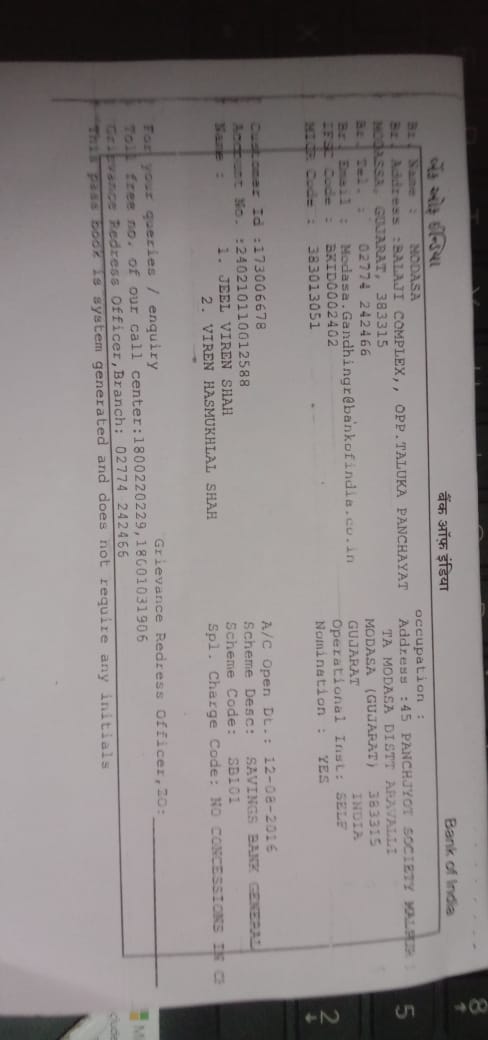 બેંક ઓફ ઈન્ડિયા बैंक ऑफ़ इंडिया Bank of India
Br. Name : MODASA occupation :
Br. Address :BALAJI COMPLEX,, OPP.TALUKA PANCHAYAT Address :45 PANCHJYOT SOCIETY MALPUR
MODASSA, GUJARAT, 383315 TA MODASA DISTT ARAVALLI
Br. Tel. : 02774 242466 MODASA (GUJARAT) 383315
Br. Email : Modasa.Gandhingr@bankofindia.co.in GUJARAT INDIA
IFSC Code : BKID0002402 Operational Inst: SELF
MICR Code : 383013051 Nomination : YES
Customer Id :173006678 A/C Open Dt.: 12-08-2016
Account No. :240210110012588 Scheme Desc: SAVINGS BANK GENERAL
Name : 1. JEEL VIREN SHAH Scheme Code: SB101
2. VIREN HASMUKHLAL SHAH Spl. Charge Code: NO CONCESSIONS IN CH
For your queries / enquiry Grievance Redress Officer,ZO:
Toll free no. of our call center:1800220229,18001031906
Grievance Redress Officer,Branch: 02774 242466
This pass book is system generated and does not require any initials
8
5
2